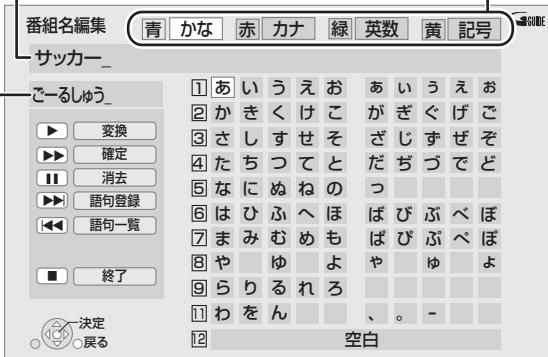 番組名編集 青 かな 赤 カナ 緑 英数 黄 記号 GUIDE
サッカー_
ごーるしゅう_
▶ 変換
▶▶ 確定
❚❚ 消去
▶▶| 語句登録
|◀◀ 語句一覧
■ 終了
決定
戻る
1 あ い う え お ぁ ぃ ぅ ぇ ぉ
2 か き く け こ が ぎ ぐ げ ご
3 さ し す せ そ ざ じ ず ぜ ぞ
4 た ち つ て と だ ぢ づ で ど
5 な に ぬ ね の っ
6 は ひ ふ へ ほ ば び ぶ べ ぼ
7 ま み む め も ぱ ぴ ぷ ぺ ぽ
8 や ゆ よ ゃ ゅ ょ
9 ら り る れ ろ
11 わ を ん 、 。 -
12 空白